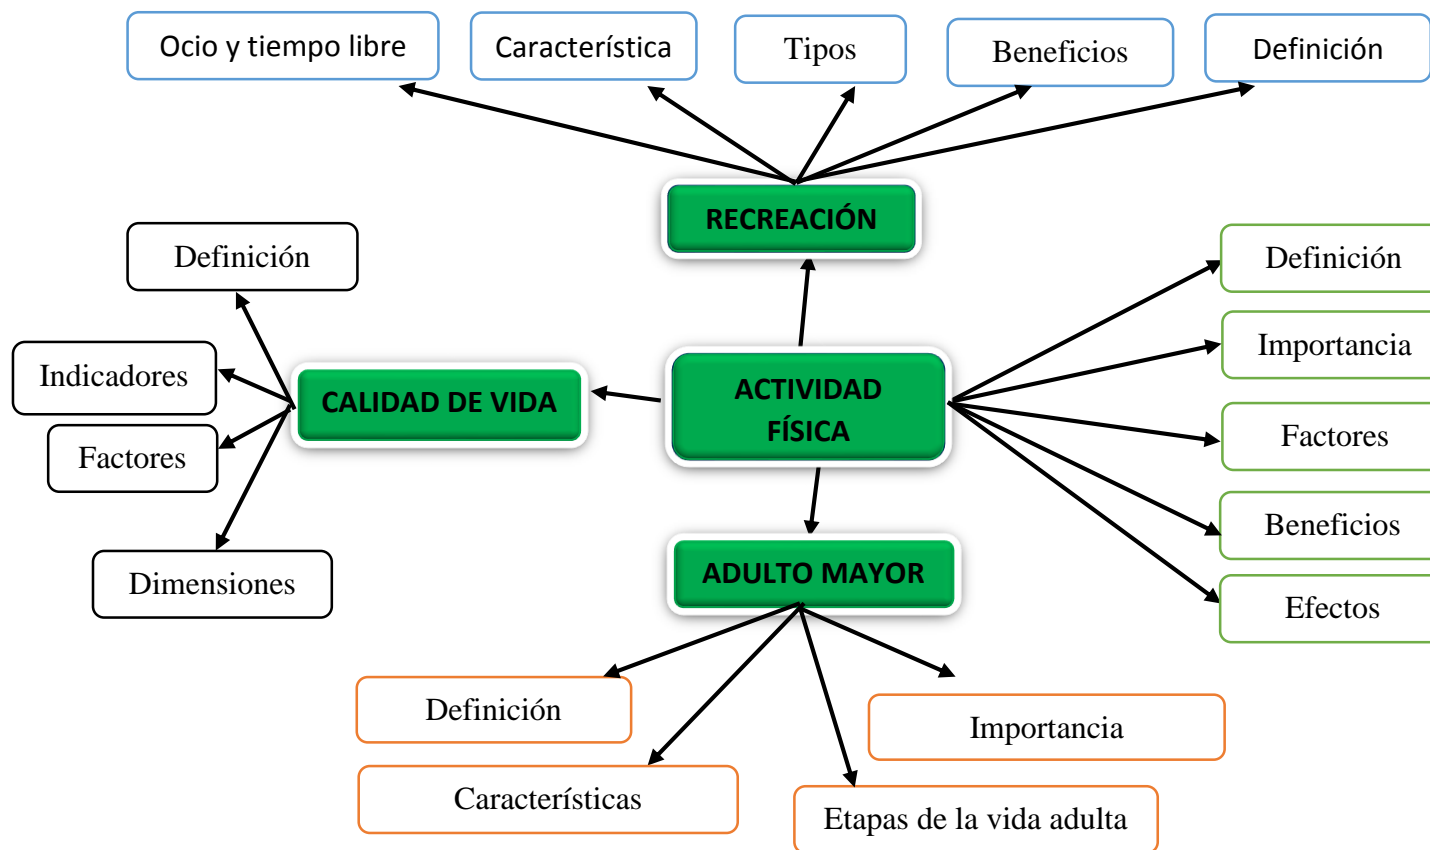 Ocio y tiempo libre
Característica
Tipos
Beneficios
Definición
RECREACIÓN
Definición
Indicadores
Factores
Dimensiones
CALIDAD DE VIDA
ACTIVIDAD
FÍSICA
Definición
Importancia
Factores
Beneficios
Efectos
ADULTO MAYOR
Definición
Importancia
Características
Etapas de la vida adulta